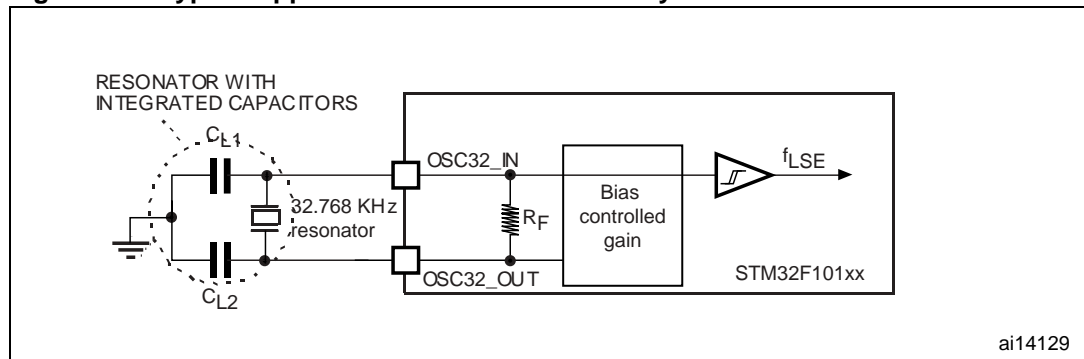 RESONATOR WITH
INTEGRATED CAPACITORS
CL1
OSC32_IN
fLSE
32.768 KHz
resonator
RF
Bias
controlled
gain
OSC32_OUT
STM32F101xx
CL2
ai14129